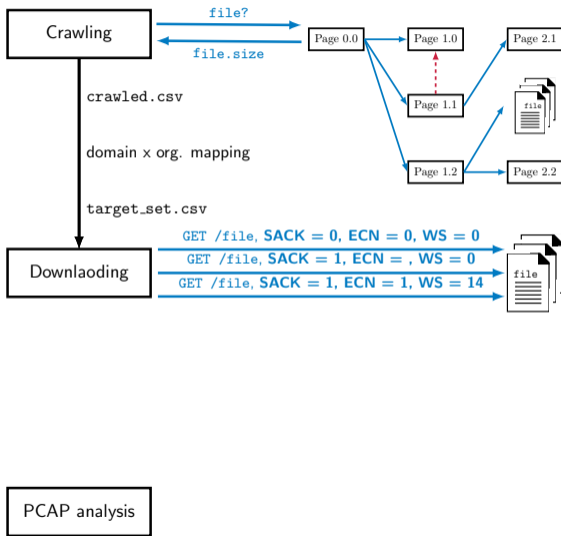 file?
Crawling
file.size
Page 0.0
Page 1.0
Page 2.1
crawled.csv
Page 1.1
file
domain x org. mapping
Page 1.2
Page 2.2
target_set.csv
GET /file, SACK = 0, ECN = 0, WS = 0
GET /file, SACK = 1, ECN = , WS = 0
Downlaoding
file
GET /file, SACK = 1, ECN = 1, WS = 14
PCAP analysis